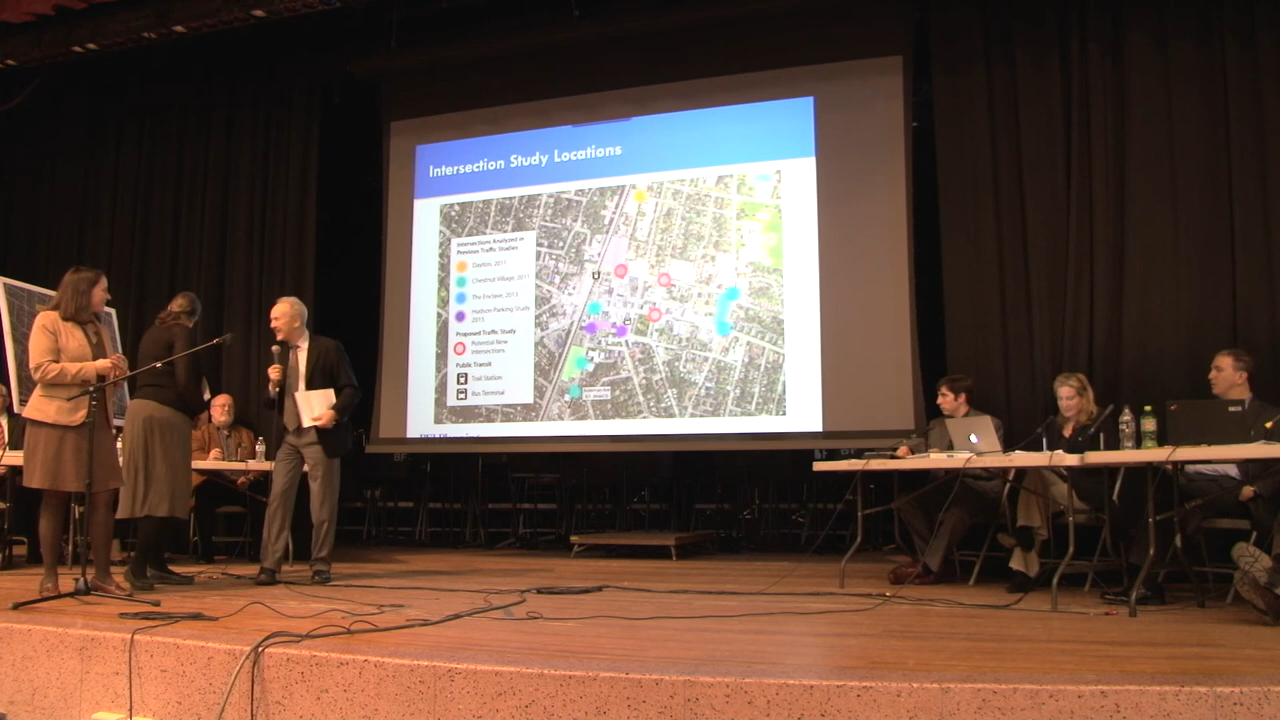 Intersection Study Locations
Intersections Analyzed in
Previous Traffic Studies
Dayton, 2011
Chestnut Village, 2011
The Enclave, 2013
Hudson Parking Study
2015
Proposed Traffic Study
Potential New
Intersections
Public Transit
Train Station
Bus Terminal
BF